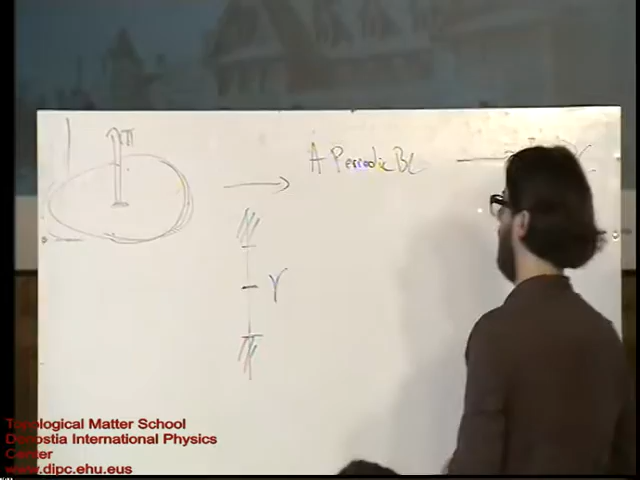 π
A Periodic BC
γ
Topological Matter School
Donostia International Physics
Center
www.dipc.ehu.eus